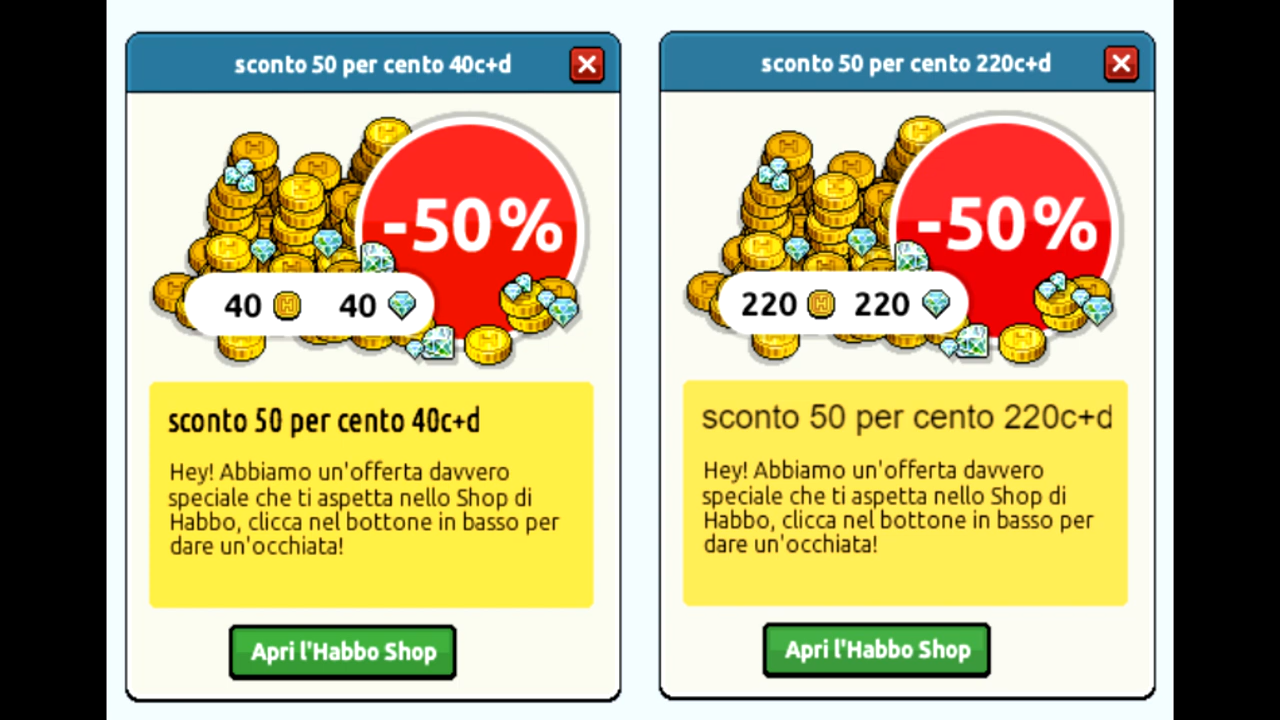 sconto 50 per cento 40c+d
-50%
40 40
sconto 50 per cento 40c+d
Hey! Abbiamo un'offerta davvero
speciale che ti aspetta nello Shop di
Habbo, clicca nel bottone in basso per
dare un'occhiata!
Apri l'Habbo Shop
sconto 50 per cento 220c+d
-50%
220 220
sconto 50 per cento 220c+d
Hey! Abbiamo un'offerta davvero
speciale che ti aspetta nello Shop di
Habbo, clicca nel bottone in basso per
dare un'occhiata!
Apri l'Habbo Shop